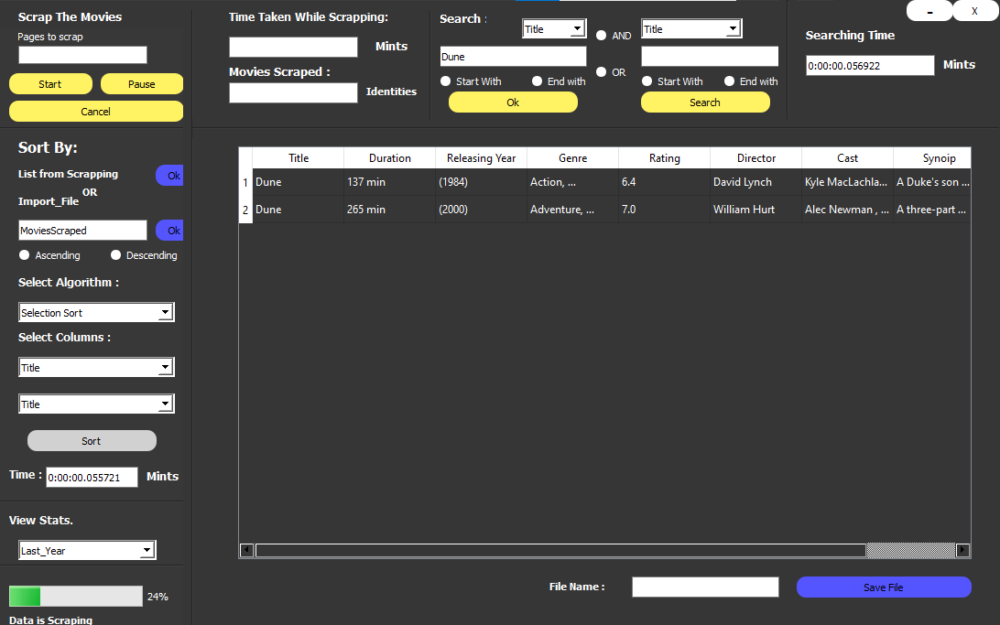 Scrap The Movies
Pages to scrap
Start Pause
Cancel
Time Taken While Scrapping:
Mints
Movies Scraped :
Identities
Search :
Title AND Title
Dune
OR
Start With End with Start With End with
Ok Search
Searching Time
0:00:00.056922 Mints
- X
Sort By:
List from Scrapping Ok
OR
Import_File
MoviesScraped Ok
Ascending Descending
Select Algorithm :
Selection Sort
Select Columns :
Title
Title
Sort
Time : 0:00:00.055721 Mints
View Stats.
Last_Year
24%
Data is Scraping
Title Duration Releasing Year Genre Rating Director Cast Synoip
1 Dune 137 min (1984) Action, ... 6.4 David Lynch Kyle MacLachla... A Duke's son ...
2 Dune 265 min (2000) Adventure, ... 7.0 William Hurt Alec Newman , ... A three-part ...
File Name : Save File